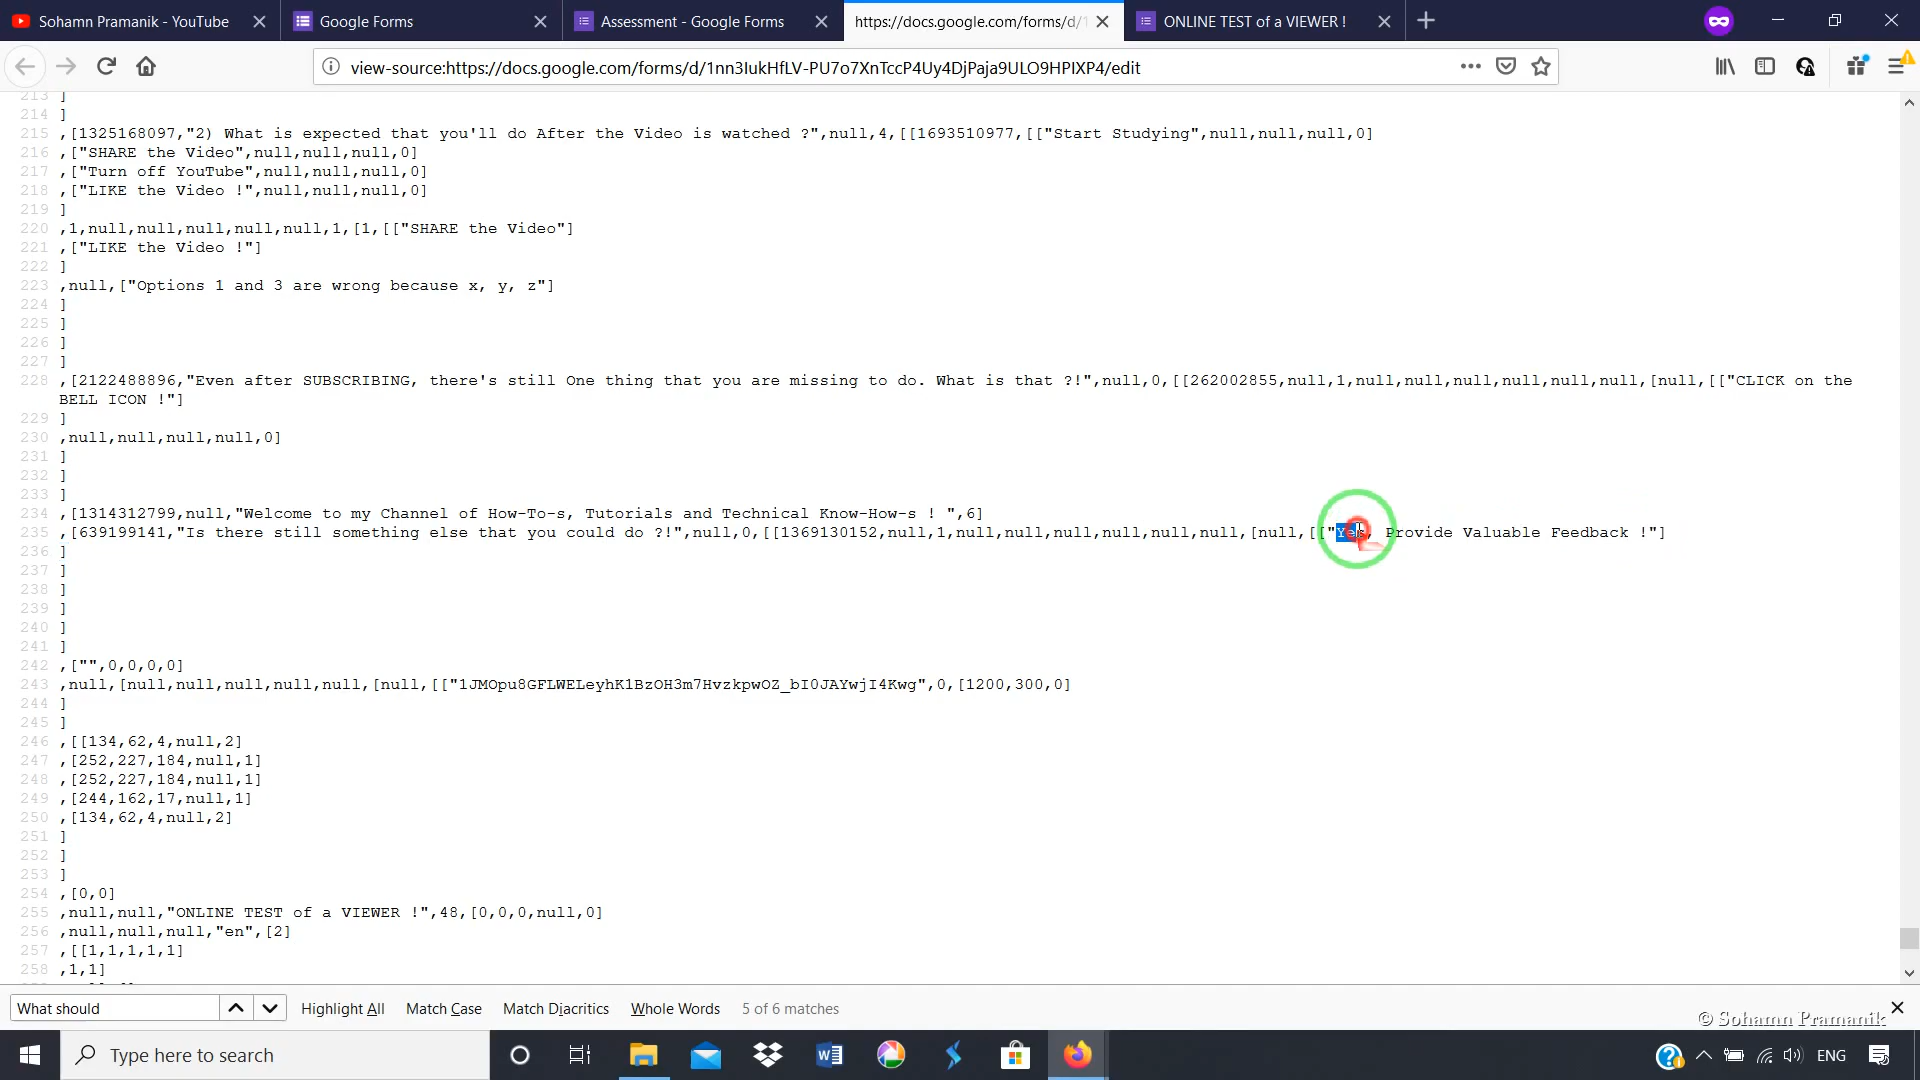 Sohamn Pramanik - YouTube
Google Forms
Assessment - Google Forms
https://docs.google.com/forms/d/1
ONLINE TEST of a VIEWER !
view-source:https://docs.google.com/forms/d/1nn3IukHfLV-PU7o7XnTccP4Uy4DjPaja9ULO9HPIXP4/edit
213 ]
214 ]
215 ,[1325168097,"2) What is expected that you'll do After the Video is watched ?",null,4,[[1693510977,[["Start Studying",null,null,null,0]
216 ,["SHARE the Video",null,null,null,0]
217 ,["Turn off YouTube",null,null,null,0]
218 ,["LIKE the Video !",null,null,null,0]
219 ]
220 ,1,null,null,null,null,null,1,[1,[["SHARE the Video"]
221 ,["LIKE the Video !"]
222 ]
223 ,null,["Options 1 and 3 are wrong because x, y, z"]
224 ]
225 ]
226 ]
227 ]
228 ,[2122488896,"Even after SUBSCRIBING, there's still One thing that you are missing to do. What is that ?!",null,0,[[262002855,null,1,null,null,null,null,null,null,[null,[["CLICK on the
BELL ICON !"]
229 ]
230 ,null,null,null,null,0]
231 ]
232 ]
233 ]
234 ,[1314312799,null,"Welcome to my Channel of How-To-s, Tutorials and Technical Know-How-s ! ",6]
235 ,[639199141,"Is there still something else that you could do ?!",null,0,[[1369130152,null,1,null,null,null,null,null,null,[null,[["Yes, Provide Valuable Feedback !"]
236 ]
237 ]
238 ]
239 ]
240 ]
241 ]
242 ,["",0,0,0,0]
243 ,null,[null,null,null,null,null,[null,[["1JMOpu8GFLWELeyhK1BzOH3m7HvzkpwOZ_bI0JAYwjI4Kwg",0,[1200,300,0]
244 ]
245 ]
246 ,[[134,62,4,null,2]
247 ,[252,227,184,null,1]
248 ,[252,227,184,null,1]
249 ,[244,162,17,null,1]
250 ,[134,62,4,null,2]
251 ]
252 ]
253 ]
254 ,[0,0]
255 ,null,null,"ONLINE TEST of a VIEWER !",48,[0,0,0,null,0]
256 ,null,null,null,"en",[2]
257 ,[[1,1,1,1,1]
258 ,1,1]
What should
Highlight All
Match Case
Match Diacritics
Whole Words
5 of 6 matches
© Sohamn Pramanik
Type here to search
ENG